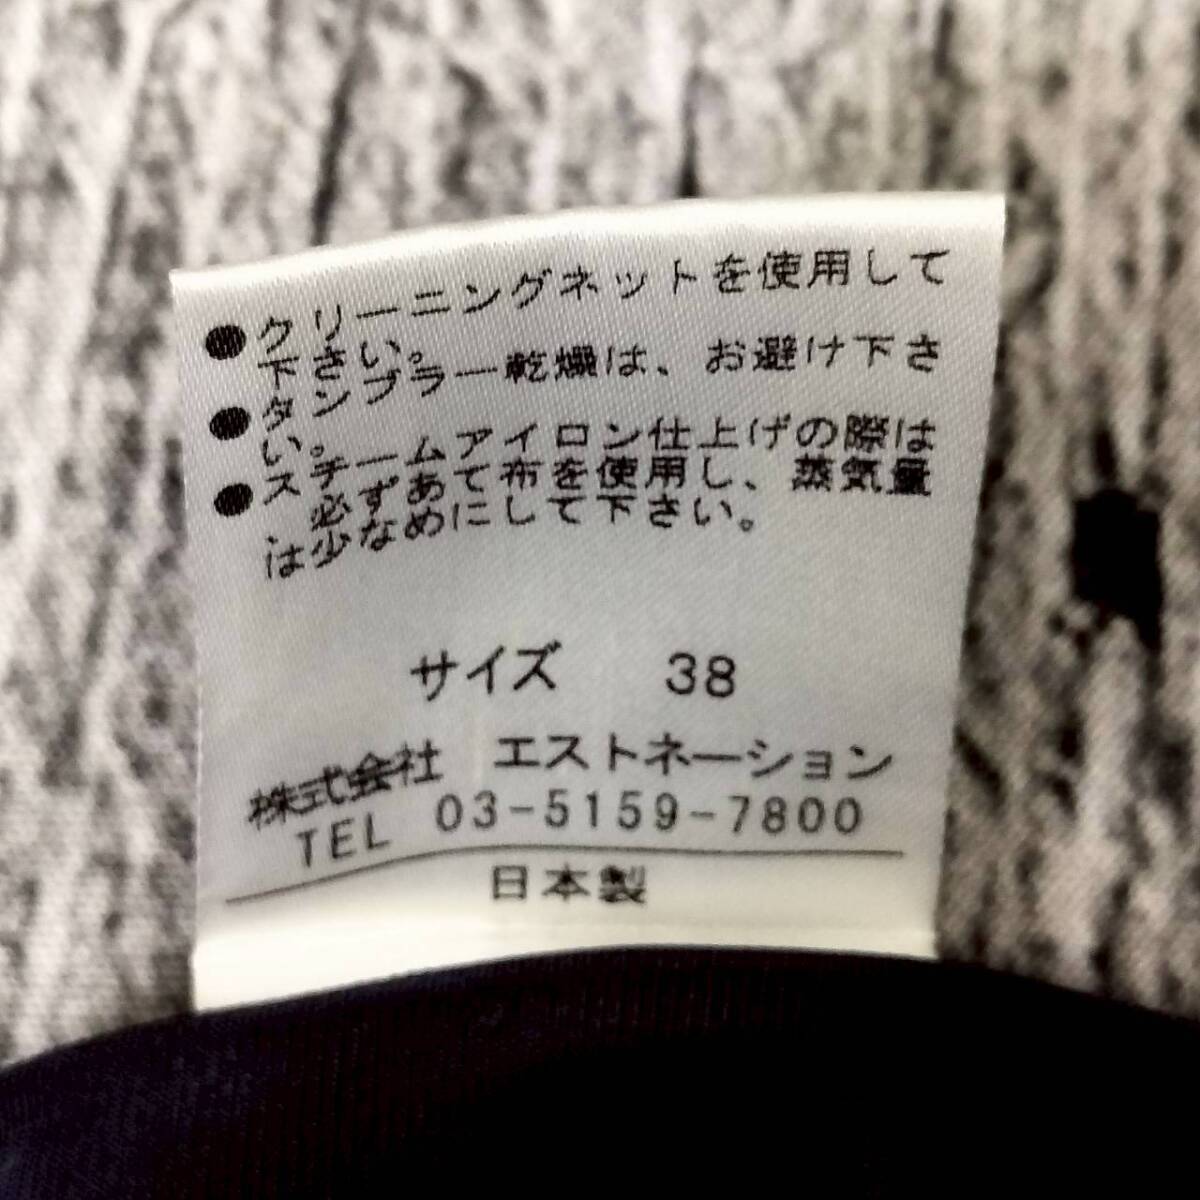 ●クリーニングネットを使用して
下さい。
●タンブラー乾燥は、お避け下さ
い。
●スチームアイロン仕上げの際は
必ずあて布を使用し、蒸気量
は少なめにして下さい。
サイズ 38
株式会社 エストネーション
TEL 03-5159-7800
日本製